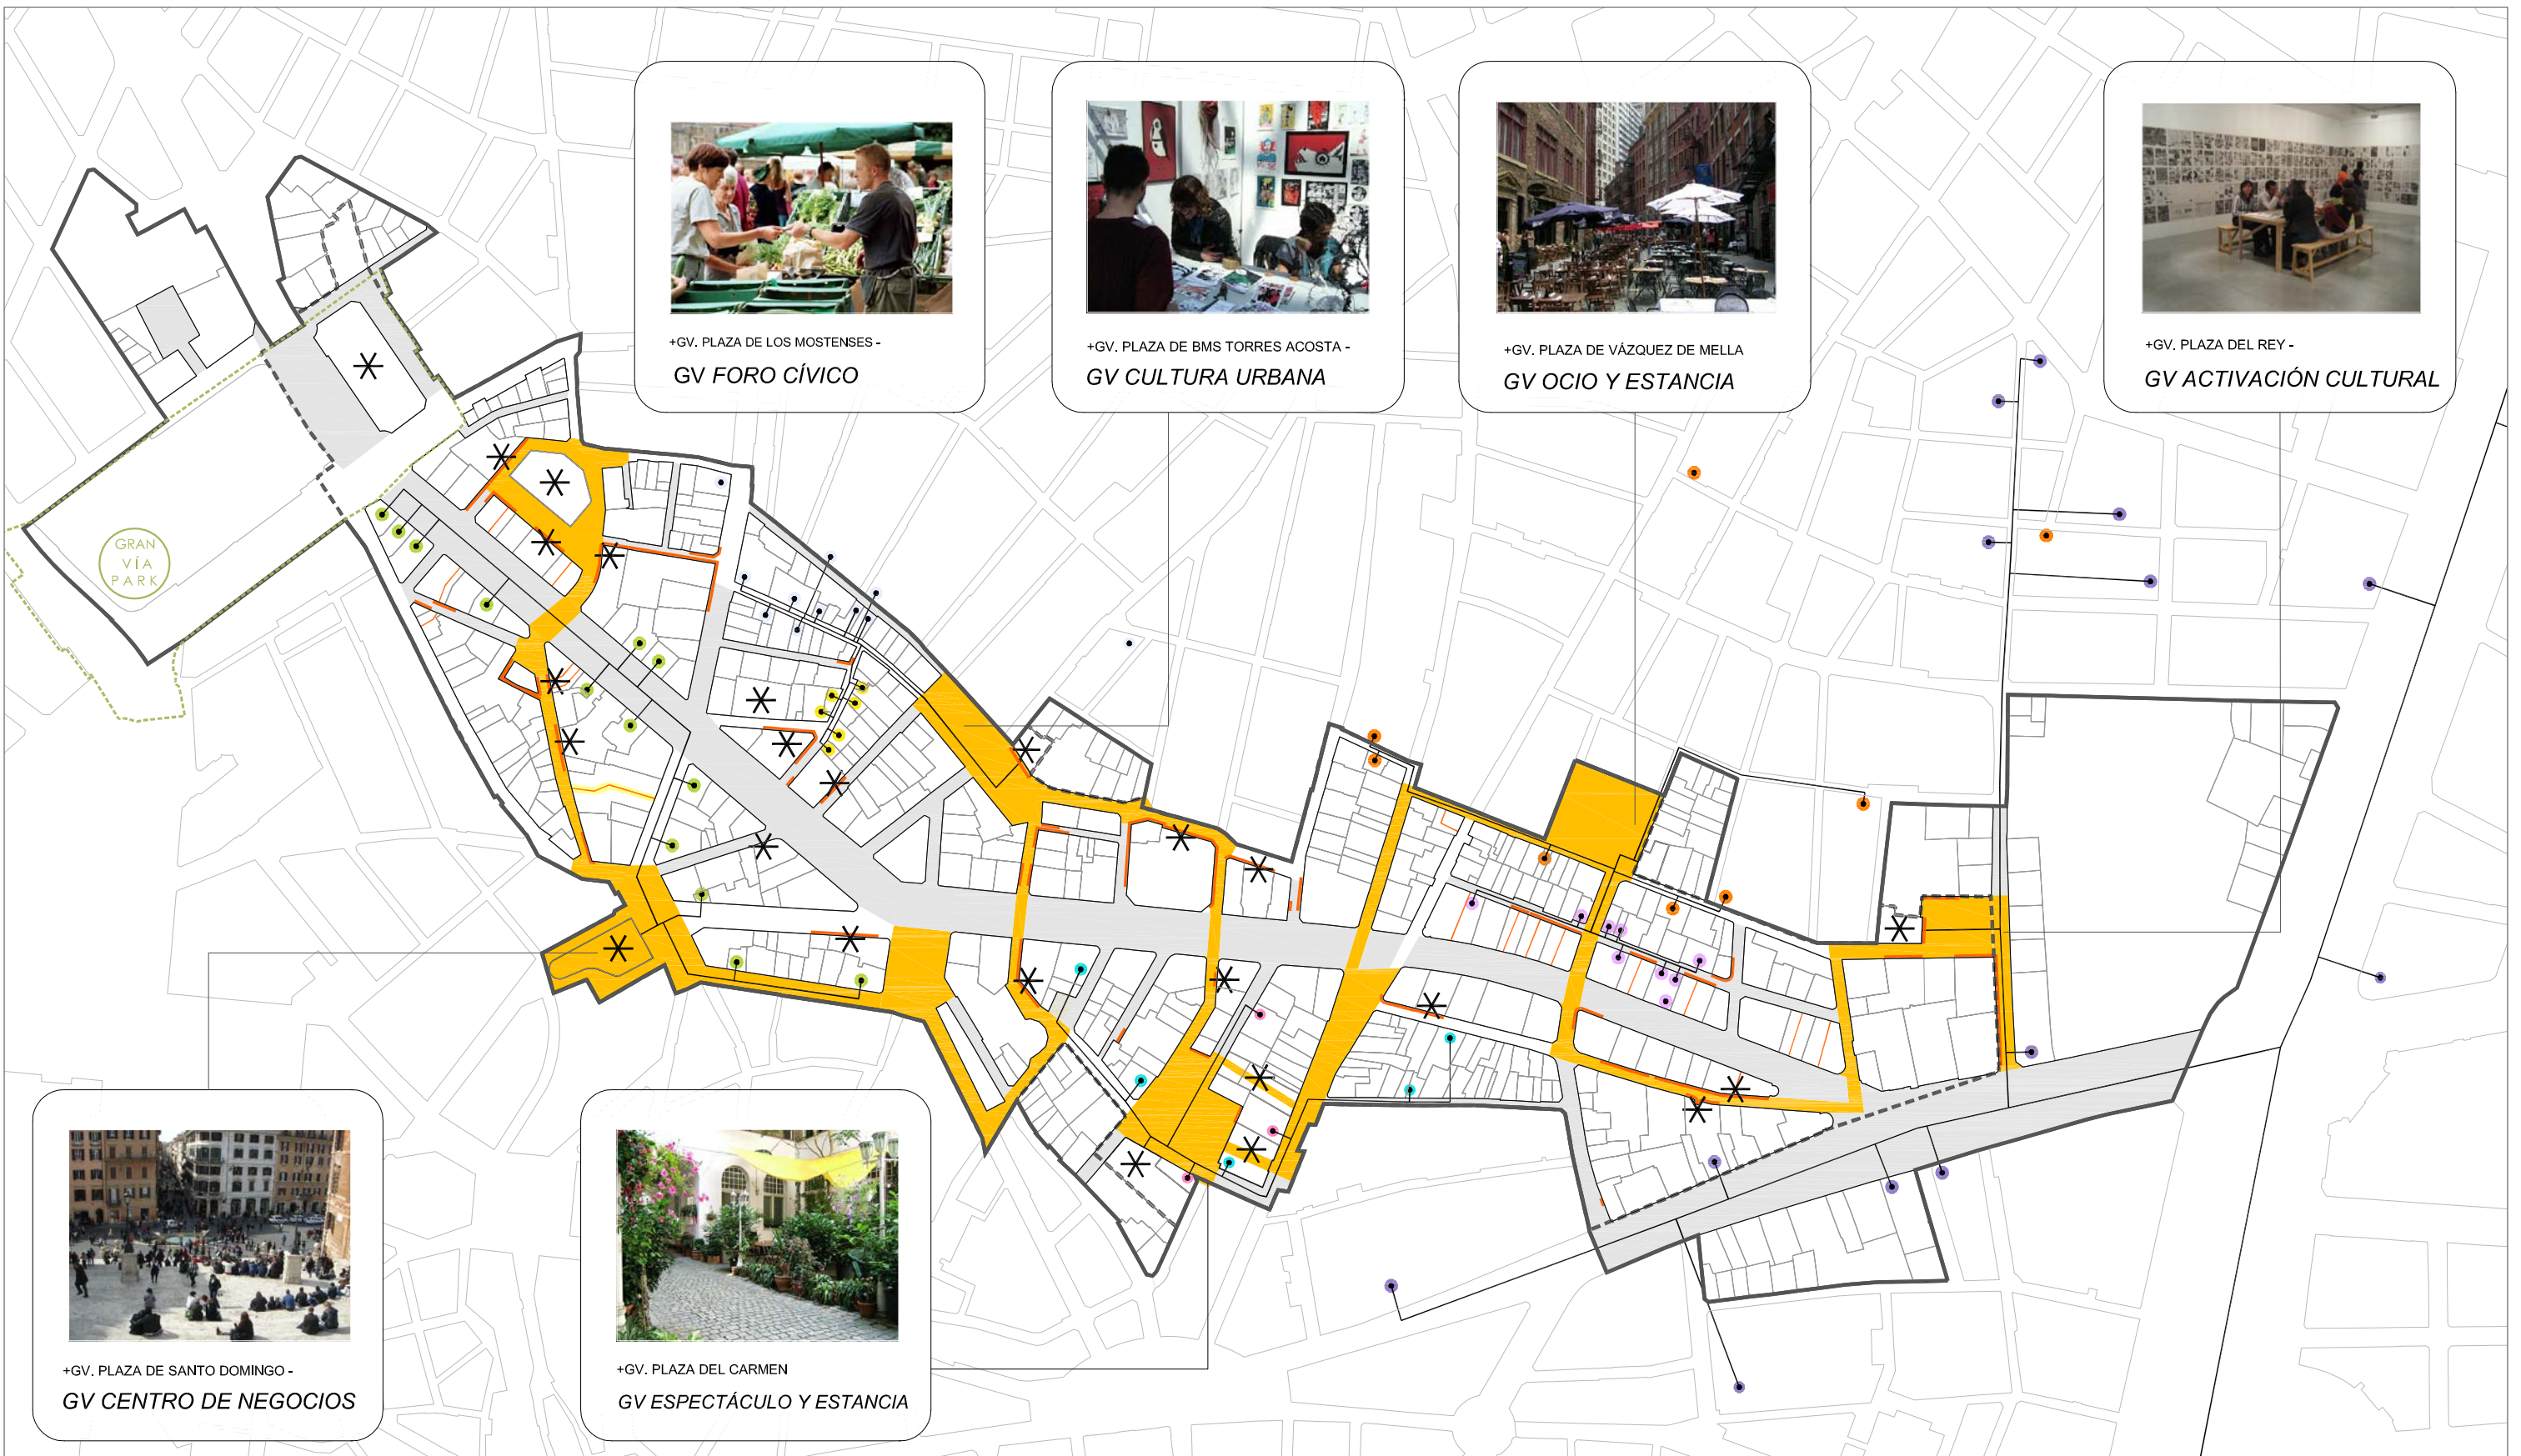 +GV. PLAZA DE LOS MOSTENSES -
GV FORO CÍVICO
+GV. PLAZA DE BMS TORRES ACOSTA -
GV CULTURA URBANA
+GV. PLAZA DE VÁZQUEZ DE MELLA
GV OCIO Y ESTANCIA
+GV. PLAZA DEL REY -
GV ACTIVACIÓN CULTURAL
GRAN
VÍA
PARK
+GV. PLAZA DE SANTO DOMINGO -
GV CENTRO DE NEGOCIOS
+GV. PLAZA DEL CARMEN
GV ESPECTÁCULO Y ESTANCIA